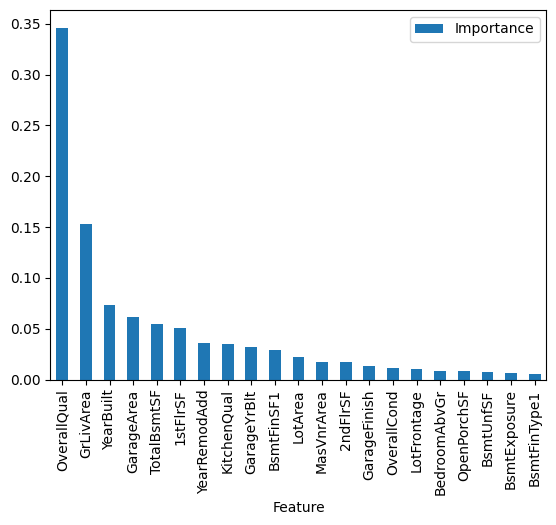 Importance
0.35
0.30
0.25
0.20
0.15
0.10
0.05
0.00
OverallQual
GrLivArea
YearBuilt
GarageArea
TotalBsmtSF
1stFlrSF
YearRemodAdd
KitchenQual
GarageYrBlt
BsmtFinSF1
LotArea
MasVnrArea
2ndFlrSF
GarageFinish
OverallCond
LotFrontage
BedroomAbvGr
OpenPorchSF
BsmtUnfSF
BsmtExposure
BsmtFinType1
Feature